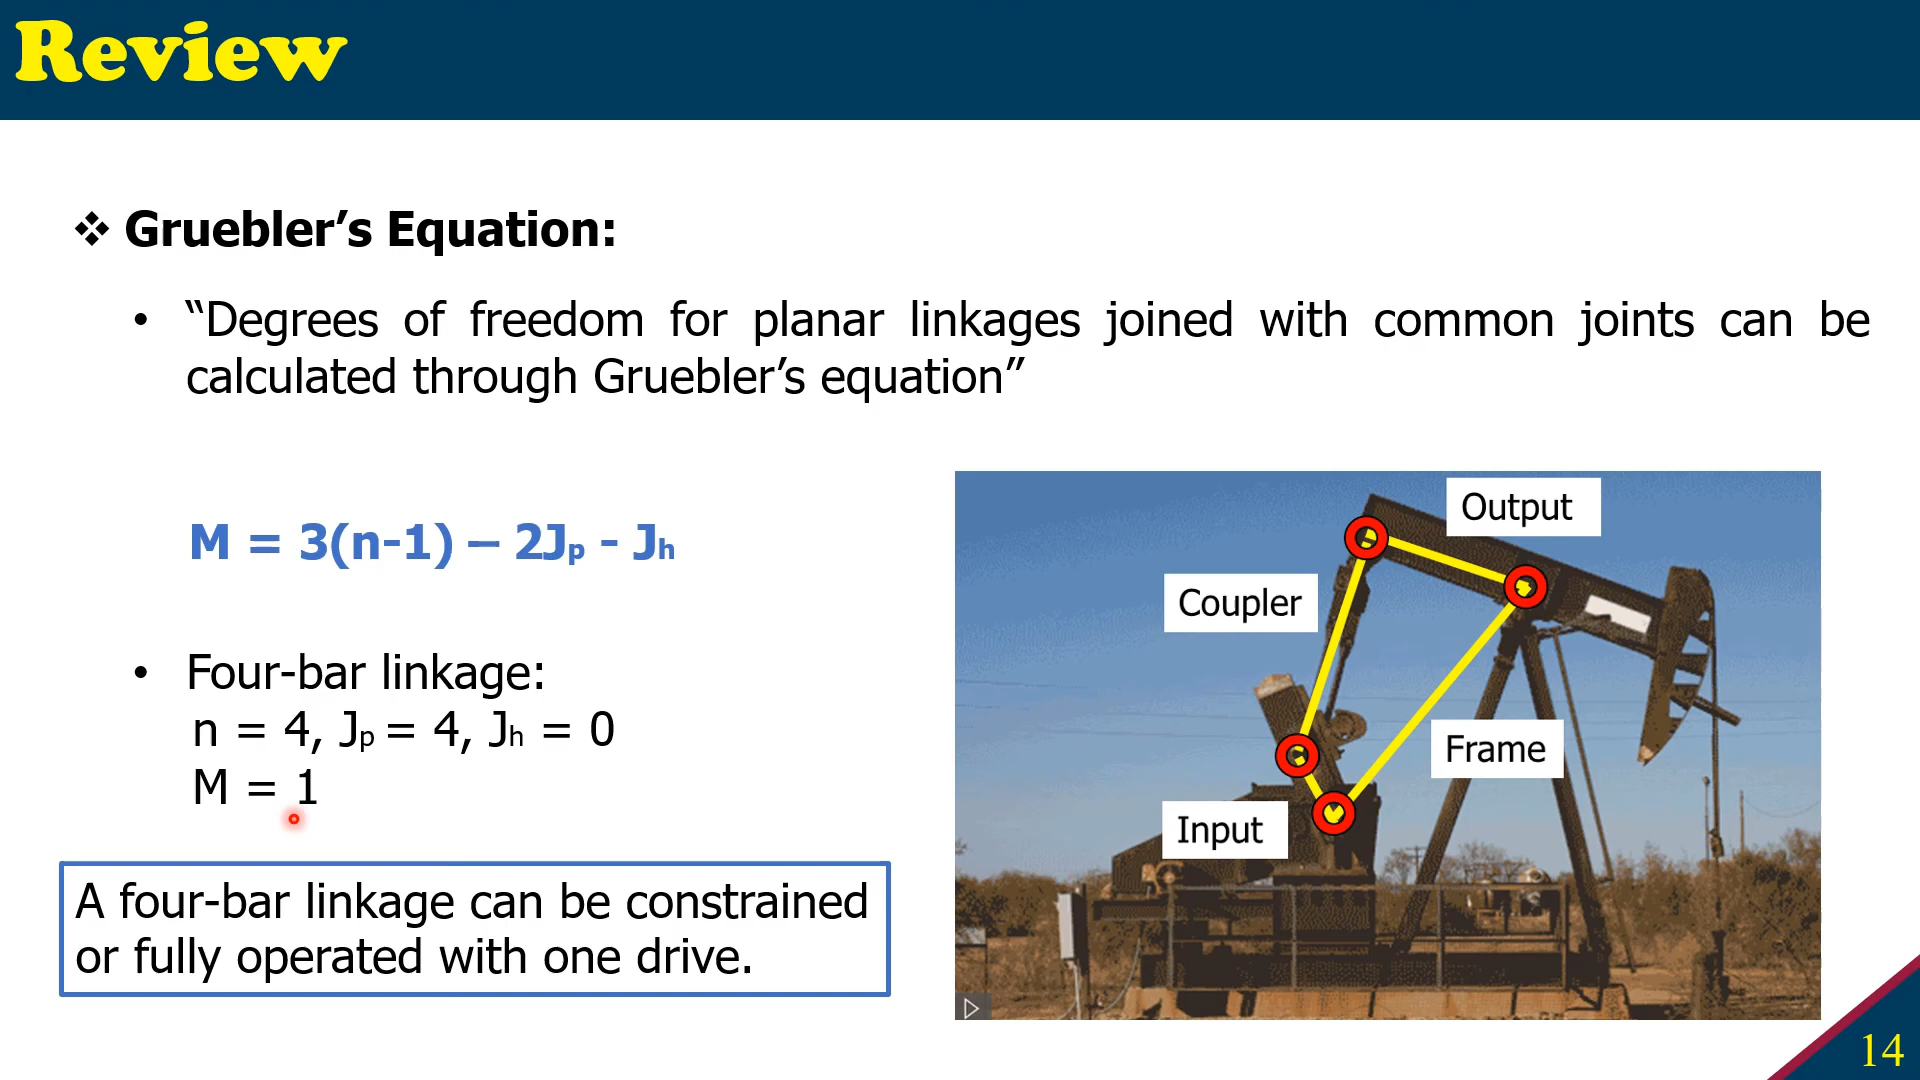 Review
❖ Gruebler’s Equation:
• “Degrees of freedom for planar linkages joined with common joints can be
calculated through Gruebler’s equation”
M = 3(n-1) – 2Jp - Jh
• Four-bar linkage:
n = 4, Jp = 4, Jh = 0
M = 1
A four-bar linkage can be constrained
or fully operated with one drive.
Output
Coupler
Frame
Input
14